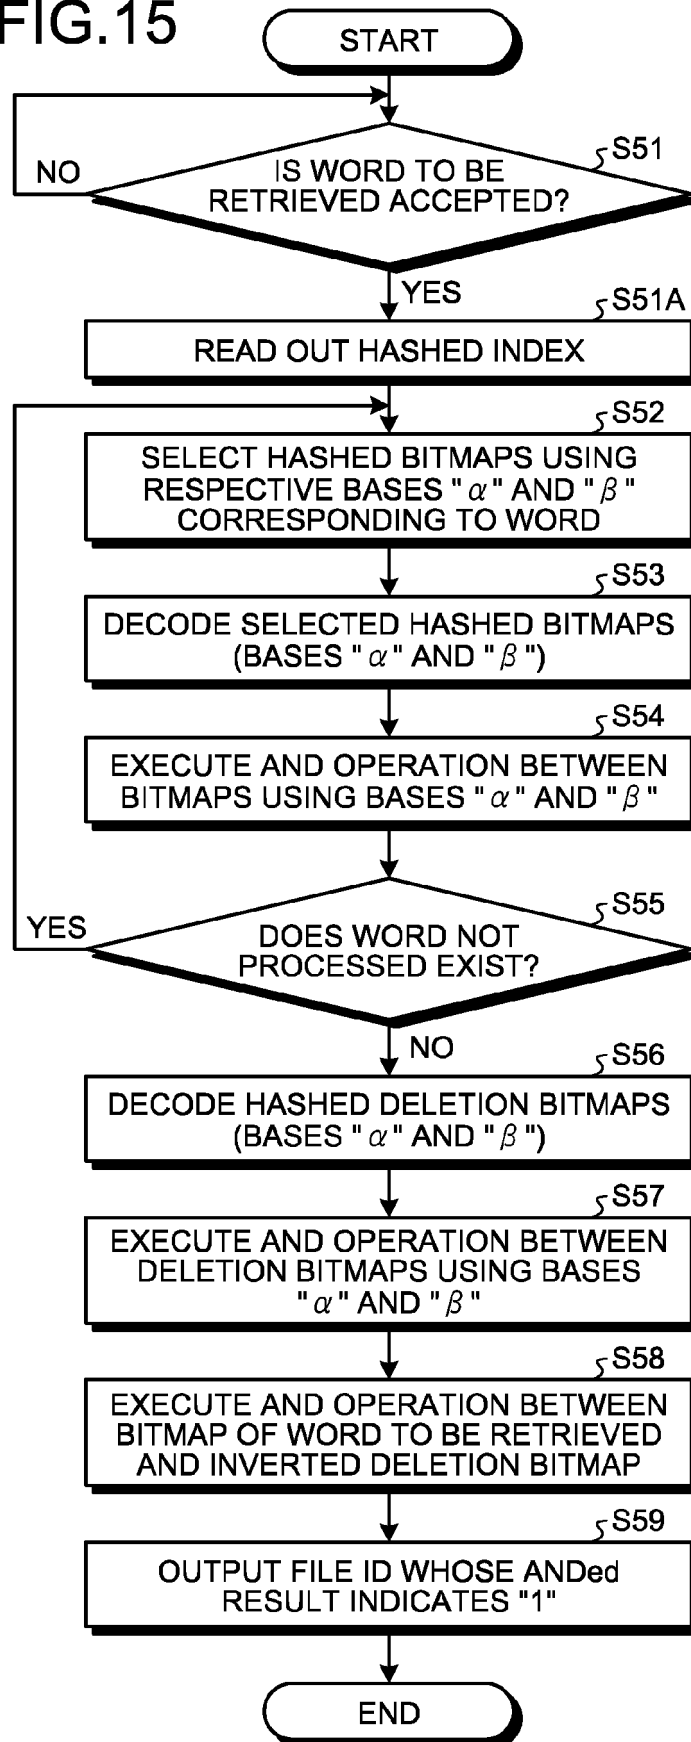 FIG.15
START
S51
NO
IS WORD TO BE
RETRIEVED ACCEPTED?
YES
S51A
READ OUT HASHED INDEX
S52
SELECT HASHED BITMAPS USING
RESPECTIVE BASES "α" AND "β"
CORRESPONDING TO WORD
S53
DECODE SELECTED HASHED BITMAPS
(BASES "α" AND "β")
S54
EXECUTE AND OPERATION BETWEEN
BITMAPS USING BASES "α" AND "β"
S55
YES
DOES WORD NOT
PROCESSED EXIST?
NO
S56
DECODE HASHED DELETION BITMAPS
(BASES "α" AND "β")
S57
EXECUTE AND OPERATION BETWEEN
DELETION BITMAPS USING BASES
"α" AND "β"
S58
EXECUTE AND OPERATION BETWEEN
BITMAP OF WORD TO BE RETRIEVED
AND INVERTED DELETION BITMAP
S59
OUTPUT FILE ID WHOSE ANDed
RESULT INDICATES "1"
END